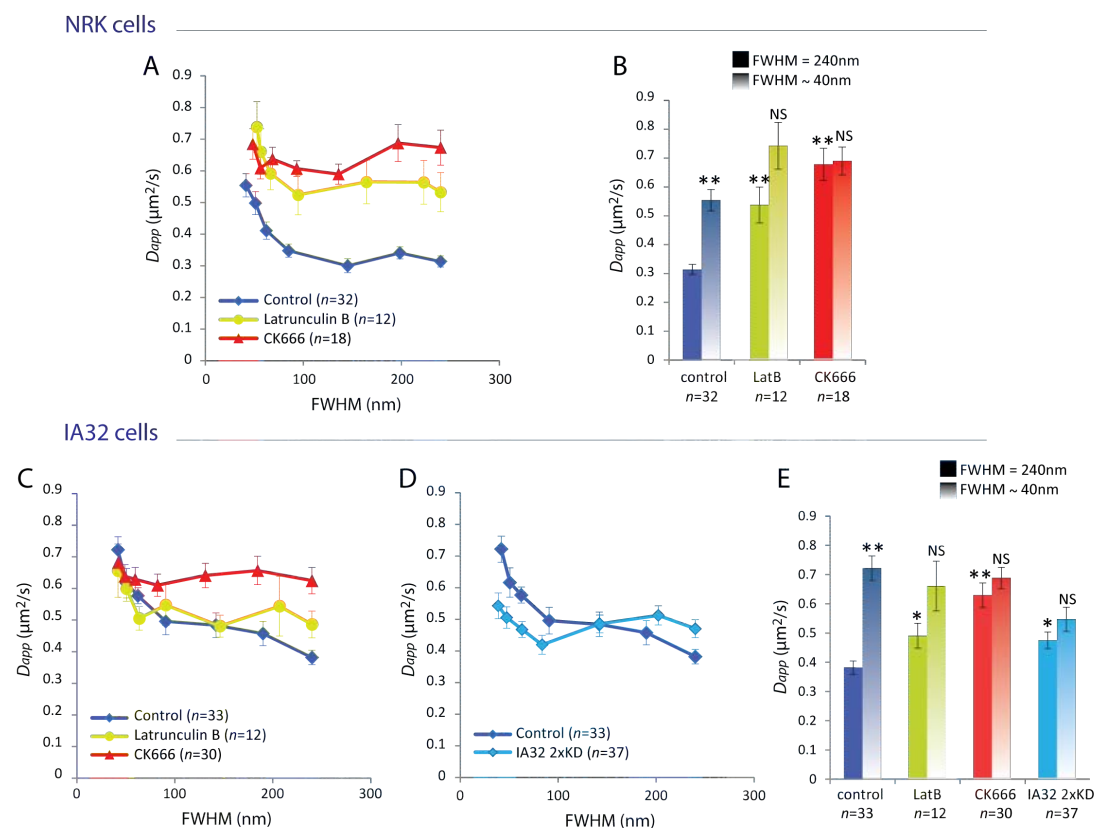 NRK cells
A
0.9
0.8
0.7
0.6
0.5
0.4
0.3
0.2
0.1
0
Dapp (µm²/s)
Control (n=32)
Latrunculin B (n=12)
CK666 (n=18)
0 100 200 300
FWHM (nm)
B
FWHM = 240nm
FWHM ~ 40nm
0.9
0.8
0.7
0.6
0.5
0.4
0.3
0.2
0.1
0
Dapp (µm²/s)
** ** NS ** NS
control LatB CK666
n=32 n=12 n=18
IA32 cells
C
0.9
0.8
0.7
0.6
0.5
0.4
0.3
0.2
0.1
0
Dapp (µm²/s)
Control (n=33)
Latrunculin B (n=12)
CK666 (n=30)
0 100 200 300
FWHM (nm)
D
0.9
0.8
0.7
0.6
0.5
0.4
0.3
0.2
0.1
0
Dapp (µm²/s)
Control (n=33)
IA32 2xKD (n=37)
0 100 200 300
FWHM (nm)
E
FWHM = 240nm
FWHM ~ 40nm
0.9
0.8
0.7
0.6
0.5
0.4
0.3
0.2
0.1
0
Dapp (µm²/s)
** * NS ** NS * NS
control LatB CK666 IA32 2xKD
n=33 n=12 n=30 n=37